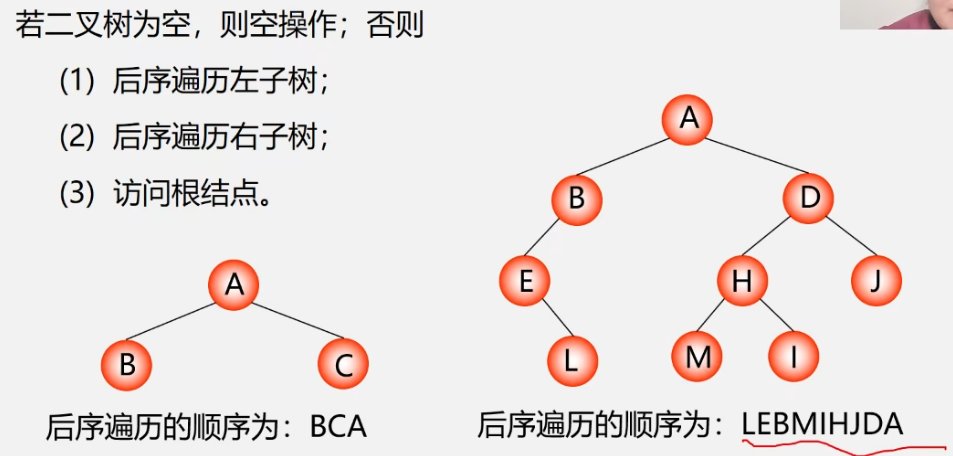 若二叉树为空，则空操作；否则
(1) 后序遍历左子树；
(2) 后序遍历右子树；
(3) 访问根结点。
A
B
C
后序遍历的顺序为：BCA
A
B
D
E
H
J
L
M
I
后序遍历的顺序为：LEBMIHJDA